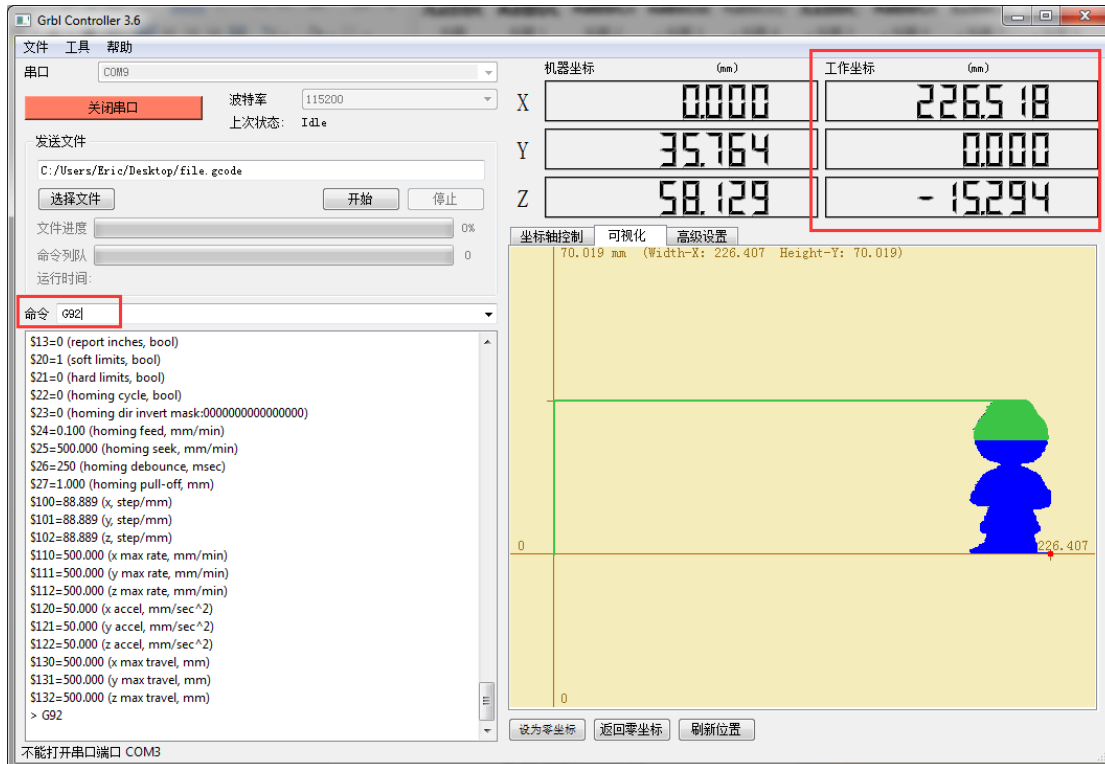 Grbl Controller 3.6
文件 工具 帮助
串口 COM9
关闭串口 波特率 115200
上次状态: Idle
发送文件
C:/Users/Eric/Desktop/file.gcode
选择文件 开始 停止
文件进度 0%
命令列队 0
运行时间:
命令 G92
$13=0 (report inches, bool)
$20=1 (soft limits, bool)
$21=0 (hard limits, bool)
$22=0 (homing cycle, bool)
$23=0 (homing dir invert mask:0000000000000000)
$24=0.100 (homing feed, mm/min)
$25=500.000 (homing seek, mm/min)
$26=250 (homing debounce, msec)
$27=1.000 (homing pull-off, mm)
$100=88.889 (x, step/mm)
$101=88.889 (y, step/mm)
$102=88.889 (z, step/mm)
$110=500.000 (x max rate, mm/min)
$111=500.000 (y max rate, mm/min)
$112=500.000 (z max rate, mm/min)
$120=50.000 (x accel, mm/sec^2)
$121=50.000 (y accel, mm/sec^2)
$122=50.000 (z accel, mm/sec^2)
$130=500.000 (x max travel, mm)
$131=500.000 (y max travel, mm)
$132=500.000 (z max travel, mm)
> G92
不能打开串口端口 COM3
机器坐标 (mm) 工作坐标 (mm)
X 0.000 226.518
Y 35.764 0.000
Z 58.129 -15.294
坐标轴控制 可视化 高级设置
70.019 mm (Width-X: 226.407 Height-Y: 70.019)
0 226.407
0
设为零坐标 返回零坐标 刷新位置